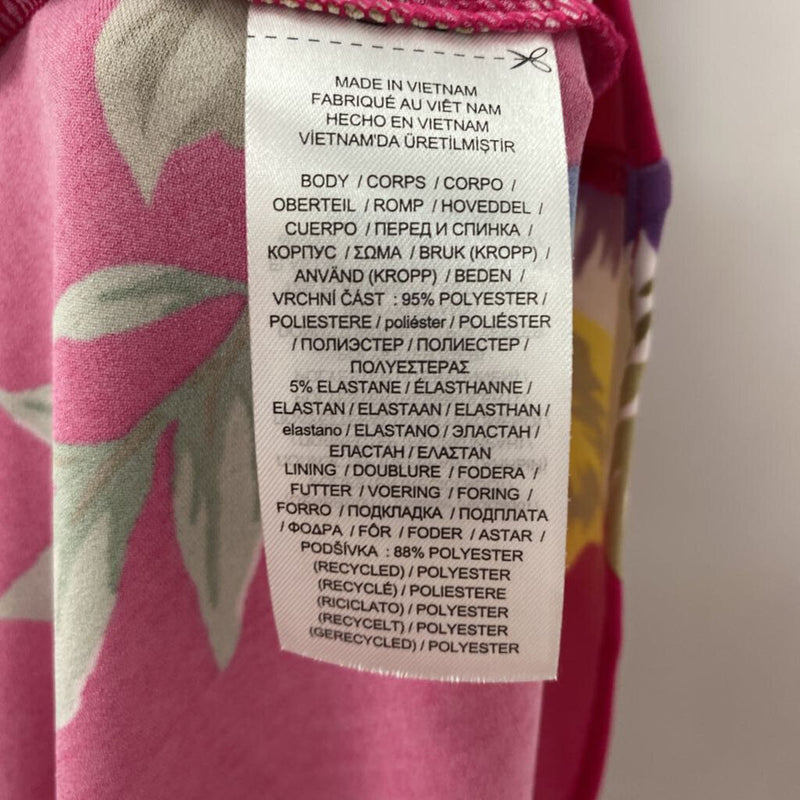 MADE IN VIETNAM
FABRIQUÉ AU VIÊT NAM
HECHO EN VIETNAM
VİETNAM'DA ÜRETİLMİŞTİR
BODY / CORPS / CORPO /
OBERTEIL / ROMP / HOVEDDEL /
CUERPO / ПЕРЕД И СПИНКА /
КОРПУС / ΣΩΜΑ / BRUK (KROPP) /
ANVÄND (KROPP) / BEDEN /
VRCHNÍ ČÁST : 95% POLYESTER /
POLIESTERE / poliéster / POLIÉSTER
/ ПОЛИЭСТЕР / ПОЛИЕСТЕР /
ΠΟΛΥΕΣΤΕΡΑΣ
5% ELASTANE / ÉLASTHANNE /
ELASTAN / ELASTAAN / ELASTHAN /
elastano / ELASTANO / ЭЛАСТАН /
ЕЛАСТАН / ΕΛΑΣΤΑΝ
LINING / DOUBLURE / FODERA /
FUTTER / VOERING / FORING /
FORRO / ПОДКЛАДКА / ПОДПЛАТА
/ ΦΟΔΡΑ / FÔR / FODER / ASTAR /
PODŠÍVKA : 88% POLYESTER
(RECYCLED) / POLYESTER
(RECYCLÉ) / POLIESTERE
(RICICLATO) / POLYESTER
(RECYCELT) / POLYESTER
(GERECYCLED) / POLYESTER